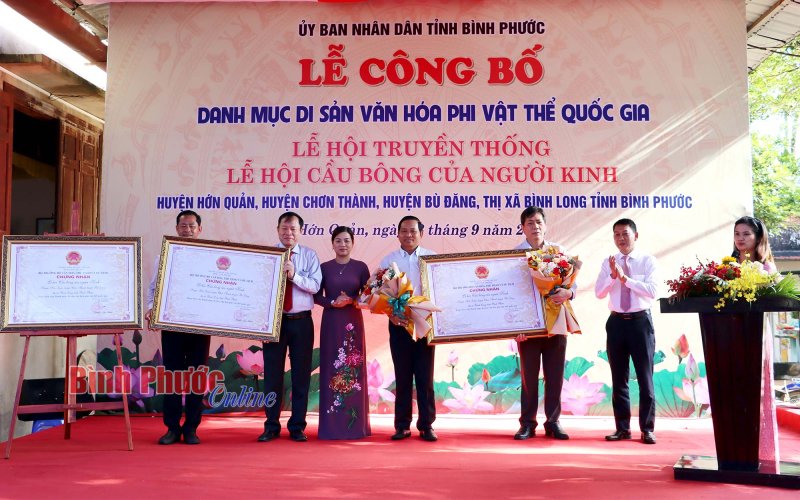 ỦY BAN NHÂN DÂN TỈNH BÌNH PHƯỚC
LỄ CÔNG BỐ
DANH MỤC DI SẢN VĂN HÓA PHI VẬT THỂ QUỐC GIA
LỄ HỘI TRUYỀN THỐNG
LỄ HỘI CẦU BÔNG CỦA NGƯỜI KINH
HUYỆN HỚN QUẢN, HUYỆN CHƠN THÀNH, HUYỆN BÙ ĐĂNG, THỊ XÃ BÌNH LONG TỈNH BÌNH PHƯỚC
Hớn Quản, ngày tháng 9 năm 2
CHỨNG NHẬN
CHỨNG NHẬN
CHỨNG NHẬN
Bình Phước
Online